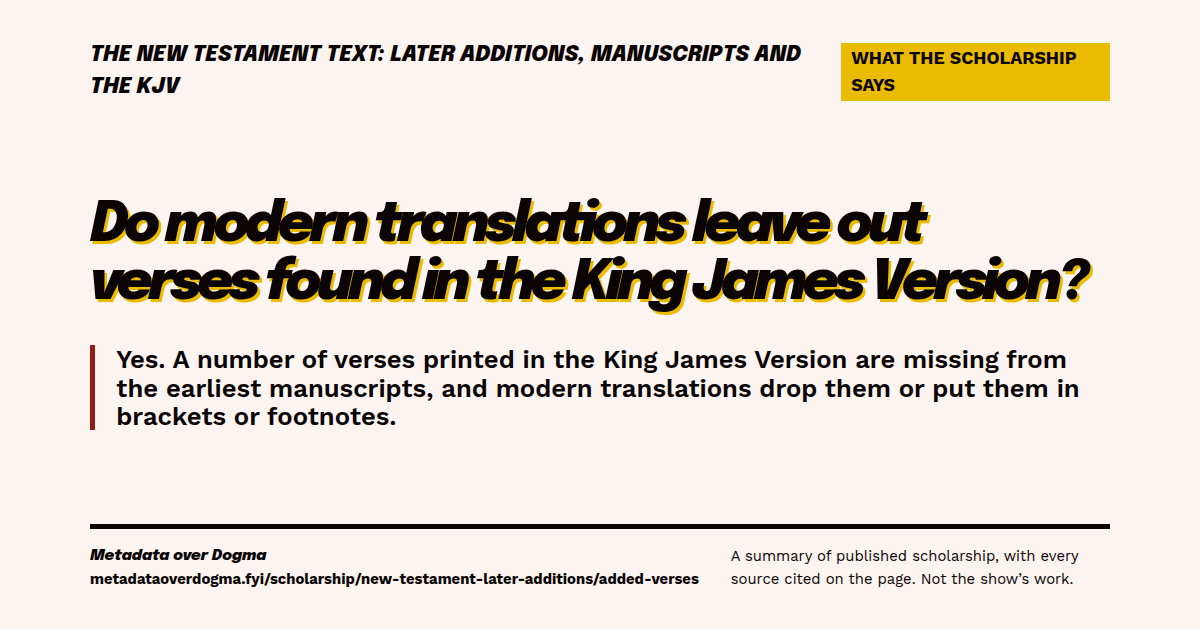 THE NEW TESTAMENT TEXT: LATER ADDITIONS, MANUSCRIPTS AND
THE KJV
WHAT THE SCHOLARSHIP
SAYS
Do modern translations leave out
verses found in the King James Version?
Yes. A number of verses printed in the King James Version are missing from
the earliest manuscripts, and modern translations drop them or put them in
brackets or footnotes.
Metadata over Dogma
metadataoverdogma.fyi/scholarship/new-testament-later-additions/added-verses
A summary of published scholarship, with every
source cited on the page. Not the show’s work.